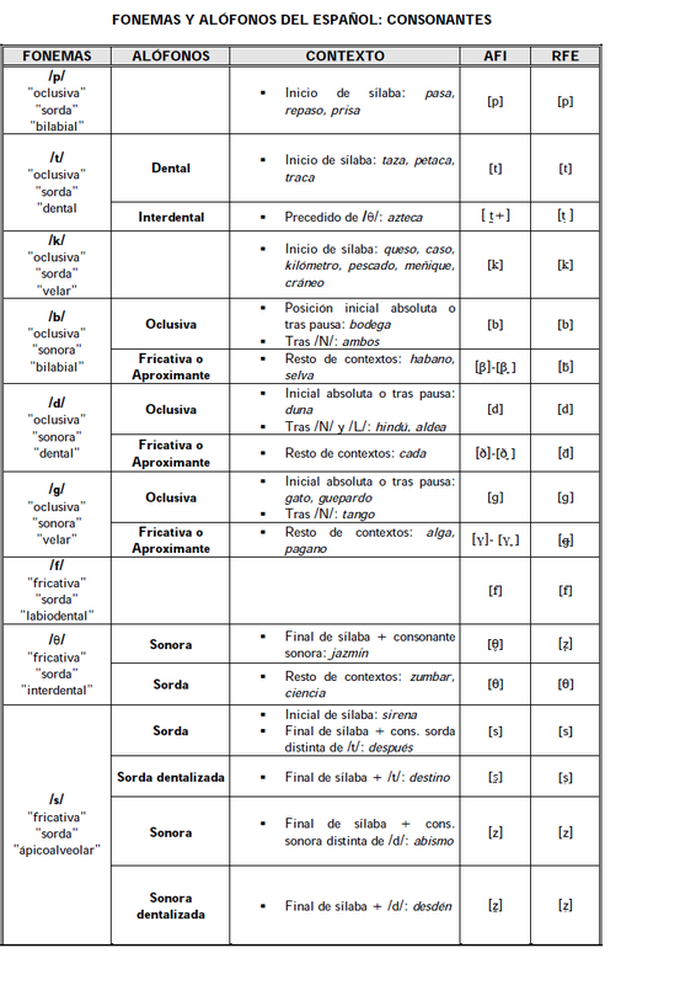 FONEMAS Y ALÓFONOS DEL ESPAÑOL: CONSONANTES
FONEMAS ALÓFONOS CONTEXTO AFI RFE
/p/
"oclusiva"
"sorda"
"bilabial"
▪ Inicio de sílaba: pasa,
repaso, prisa
[p] [p]
/t/
"oclusiva"
"sorda"
"dental
Dental
▪ Inicio de sílaba: taza, petaca,
traca
[t] [t]
Interdental
▪ Precedido de /θ/: azteca
[t̪+] [t̬]
/k/
"oclusiva"
"sorda"
"velar"
▪ Inicio de sílaba: queso, caso,
kilómetro, pescado, meñique,
cráneo
[k] [k]
/b/
"oclusiva"
"sonora"
"bilabial"
Oclusiva
▪ Posición inicial absoluta o
tras pausa: bodega
▪ Tras /N/: ambos
[b] [b]
Fricativa o
Aproximante
▪ Resto de contextos: habano,
selva
[β]-[β̞] [ƀ]
/d/
"oclusiva"
"sonora"
"dental"
Oclusiva
▪ Inicial absoluta o tras pausa:
duna
▪ Tras /N/ y /L/: hindú, aldea
[d] [d]
Fricativa o
Aproximante
▪ Resto de contextos: cada
[ð]-[ð̞] [đ]
/g/
"oclusiva"
"sonora"
"velar"
Oclusiva
▪ Inicial absoluta o tras pausa:
gato, guepardo
▪ Tras /N/: tango
[g] [g]
Fricativa o
Aproximante
▪ Resto de contextos: alga,
pagano
[ɣ]- [ɣ̞] [ǥ]
/f/
"fricativa"
"sorda"
"labiodental"
[f] [f]
/θ/
"fricativa"
"sorda"
"interdental"
Sonora
▪ Final de sílaba + consonante
sonora: jazmín
[θ̬] [z̧]
Sorda
▪ Resto de contextos: zumbar,
ciencia
[θ] [θ]
/s/
"fricativa"
"sorda"
"ápicoalveolar"
Sorda
▪ Inicial de sílaba: sirena
▪ Final de sílaba + cons. sorda
distinta de /t/: después
[s] [s]
Sorda dentalizada
▪ Final de sílaba + /t/: destino
[s̪] [s̪]
Sonora
▪ Final de sílaba + cons.
sonora distinta de /d/: abismo
[z] [z]
Sonora
dentalizada
▪ Final de sílaba + /d/: desdén
[z̪] [z̪]